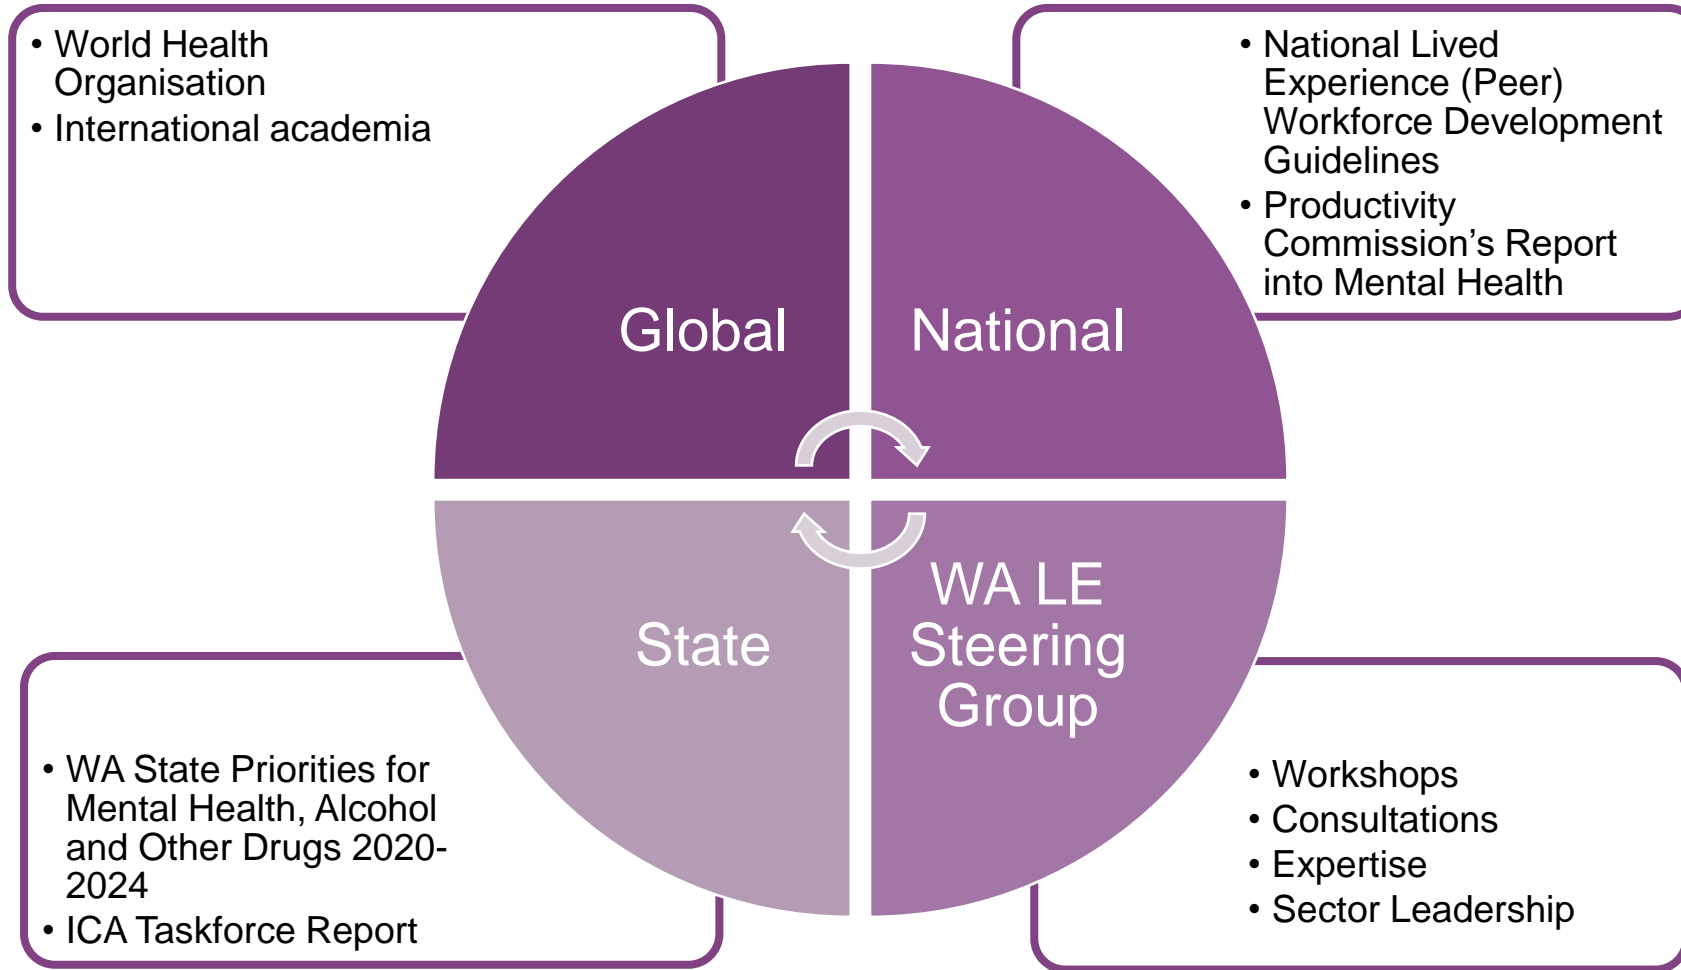 • World Health
Organisation
• International academia
• National Lived
Experience (Peer)
Workforce Development
Guidelines
• Productivity
Commission’s Report
into Mental Health
Global
National
State
WA LE
Steering
Group
• WA State Priorities for
Mental Health, Alcohol
and Other Drugs 2020-
2024
• ICA Taskforce Report
• Workshops
• Consultations
• Expertise
• Sector Leadership